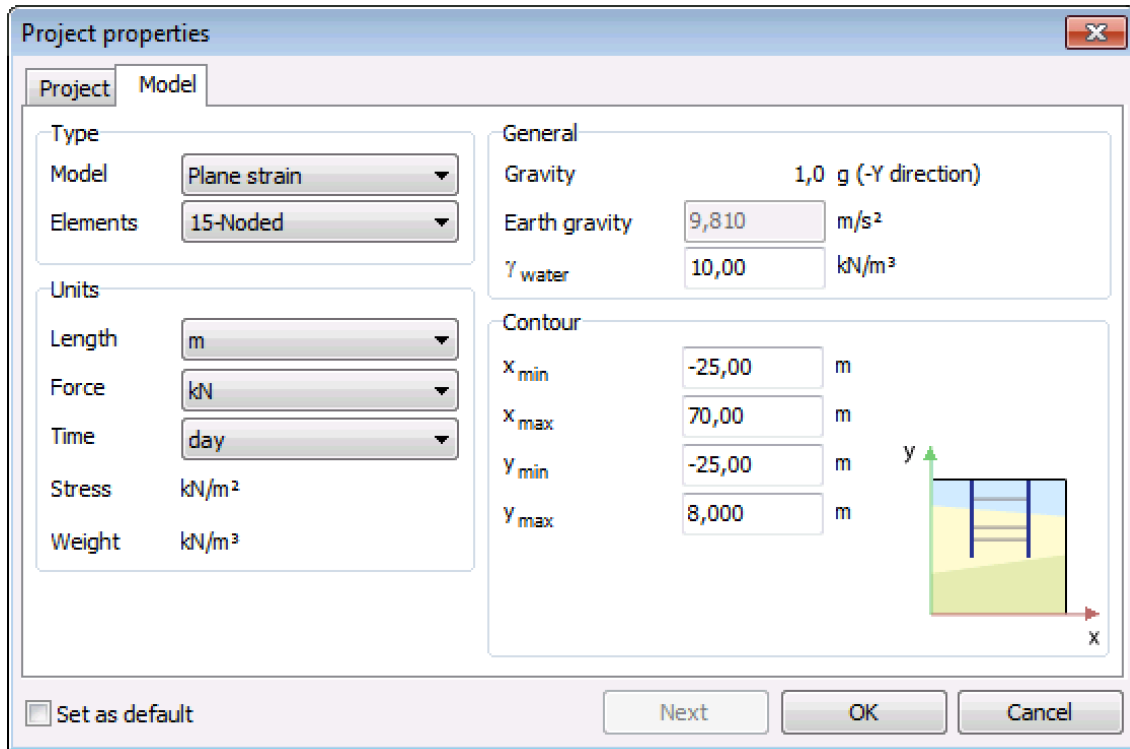 Project properties
Project Model
Type
Model Plane strain
Elements 15-Noded
Units
Length m
Force kN
Time day
Stress kN/m²
Weight kN/m³
General
Gravity 1,0 g (-Y direction)
Earth gravity 9,810 m/s²
γ water 10,00 kN/m³
Contour
x min -25,00 m
x max 70,00 m
y min -25,00 m
y max 8,000 m
y
x
Set as default
Next OK Cancel